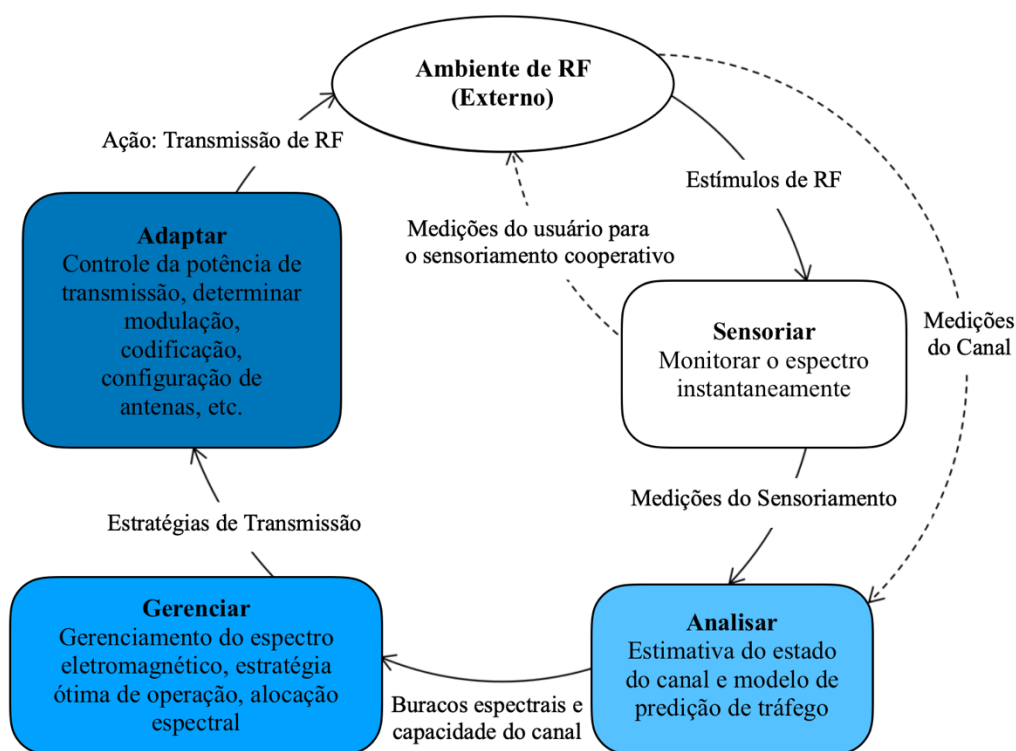 Ambiente de RF
(Externo)
Ação: Transmissão de RF
Estímulos de RF
Medições do usuário para
o sensoriamento cooperativo
Adaptar
Controle da potência de
transmissão, determinar
modulação,
codificação,
configuração de
antenas, etc.
Sensoriar
Monitorar o espectro
instantaneamente
Medições
do Canal
Medições do Sensoriamento
Estratégias de Transmissão
Gerenciar
Gerenciamento do espectro
eletromagnético, estratégia
ótima de operação, alocação
espectral
Analisar
Estimativa do estado
do canal e modelo de
predição de tráfego
Buracos espectrais e
capacidade do canal